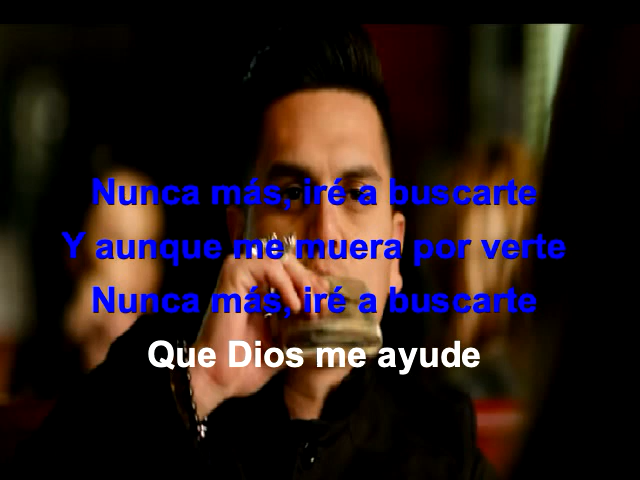 Nunca más, iré a buscarte
Y aunque me muera por verte
Nunca más, iré a buscarte
Que Dios me ayude